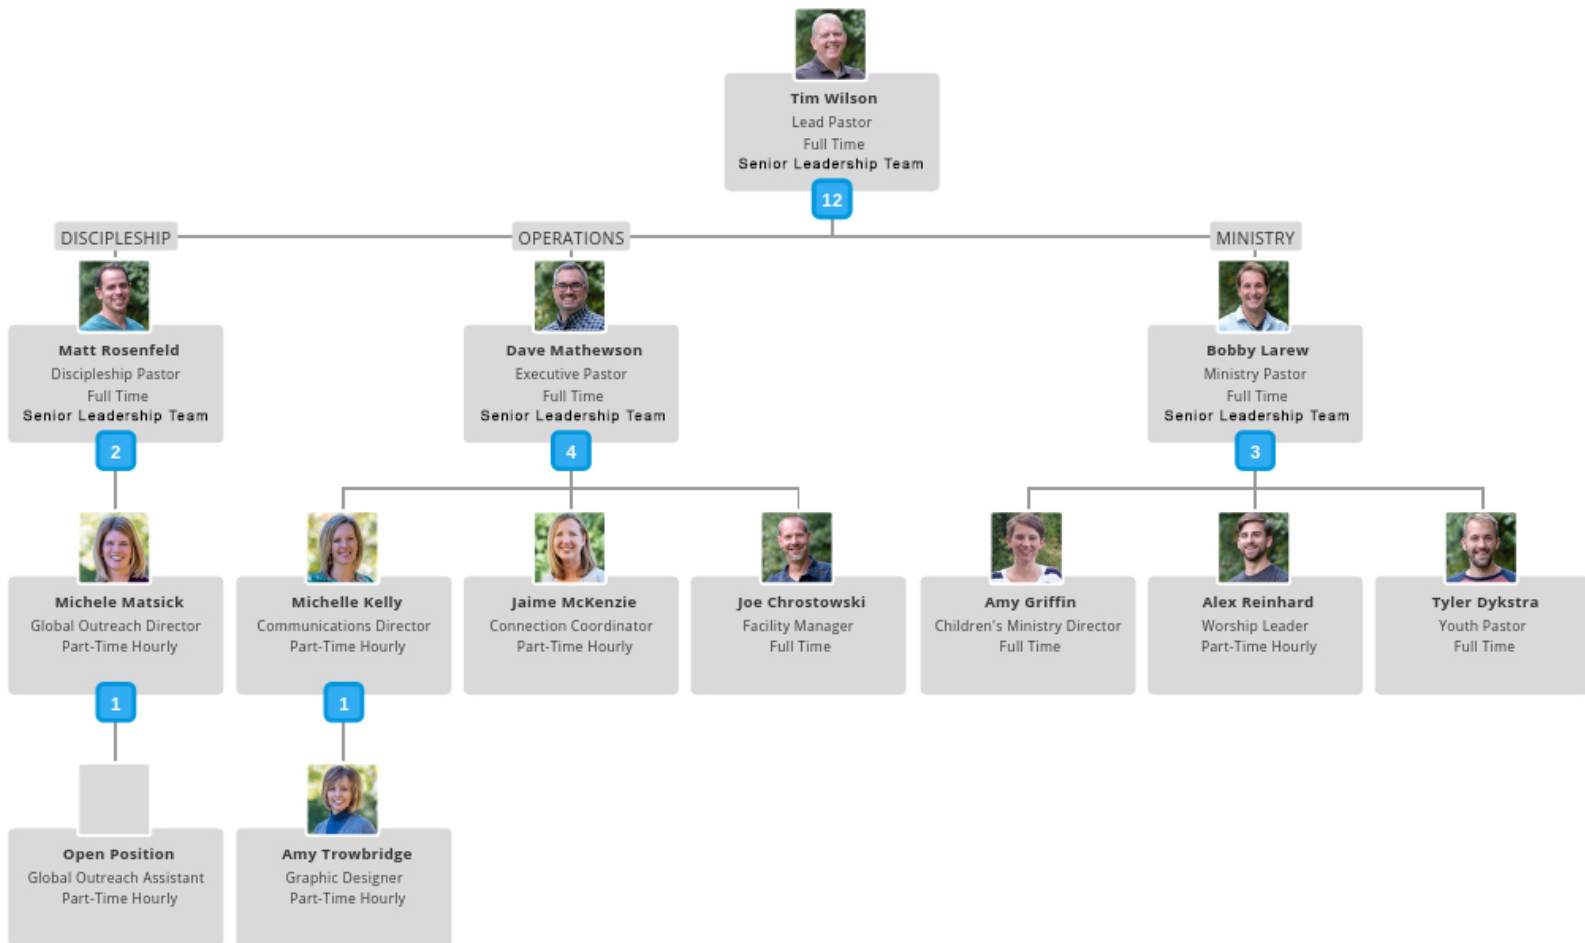 Tim Wilson
Lead Pastor
Full Time
Senior Leadership Team
12
DISCIPLESHIP
OPERATIONS
MINISTRY
Matt Rosenfeld
Discipleship Pastor
Full Time
Senior Leadership Team
2
Dave Mathewson
Executive Pastor
Full Time
Senior Leadership Team
4
Bobby Larew
Ministry Pastor
Full Time
Senior Leadership Team
3
Michele Matsick
Global Outreach Director
Part-Time Hourly
1
Michelle Kelly
Communications Director
Part-Time Hourly
1
Jaime McKenzie
Connection Coordinator
Part-Time Hourly
Joe Chrostowski
Facility Manager
Full Time
Amy Griffin
Children's Ministry Director
Full Time
Alex Reinhard
Worship Leader
Part-Time Hourly
Tyler Dykstra
Youth Pastor
Full Time
Open Position
Global Outreach Assistant
Part-Time Hourly
Amy Trowbridge
Graphic Designer
Part-Time Hourly